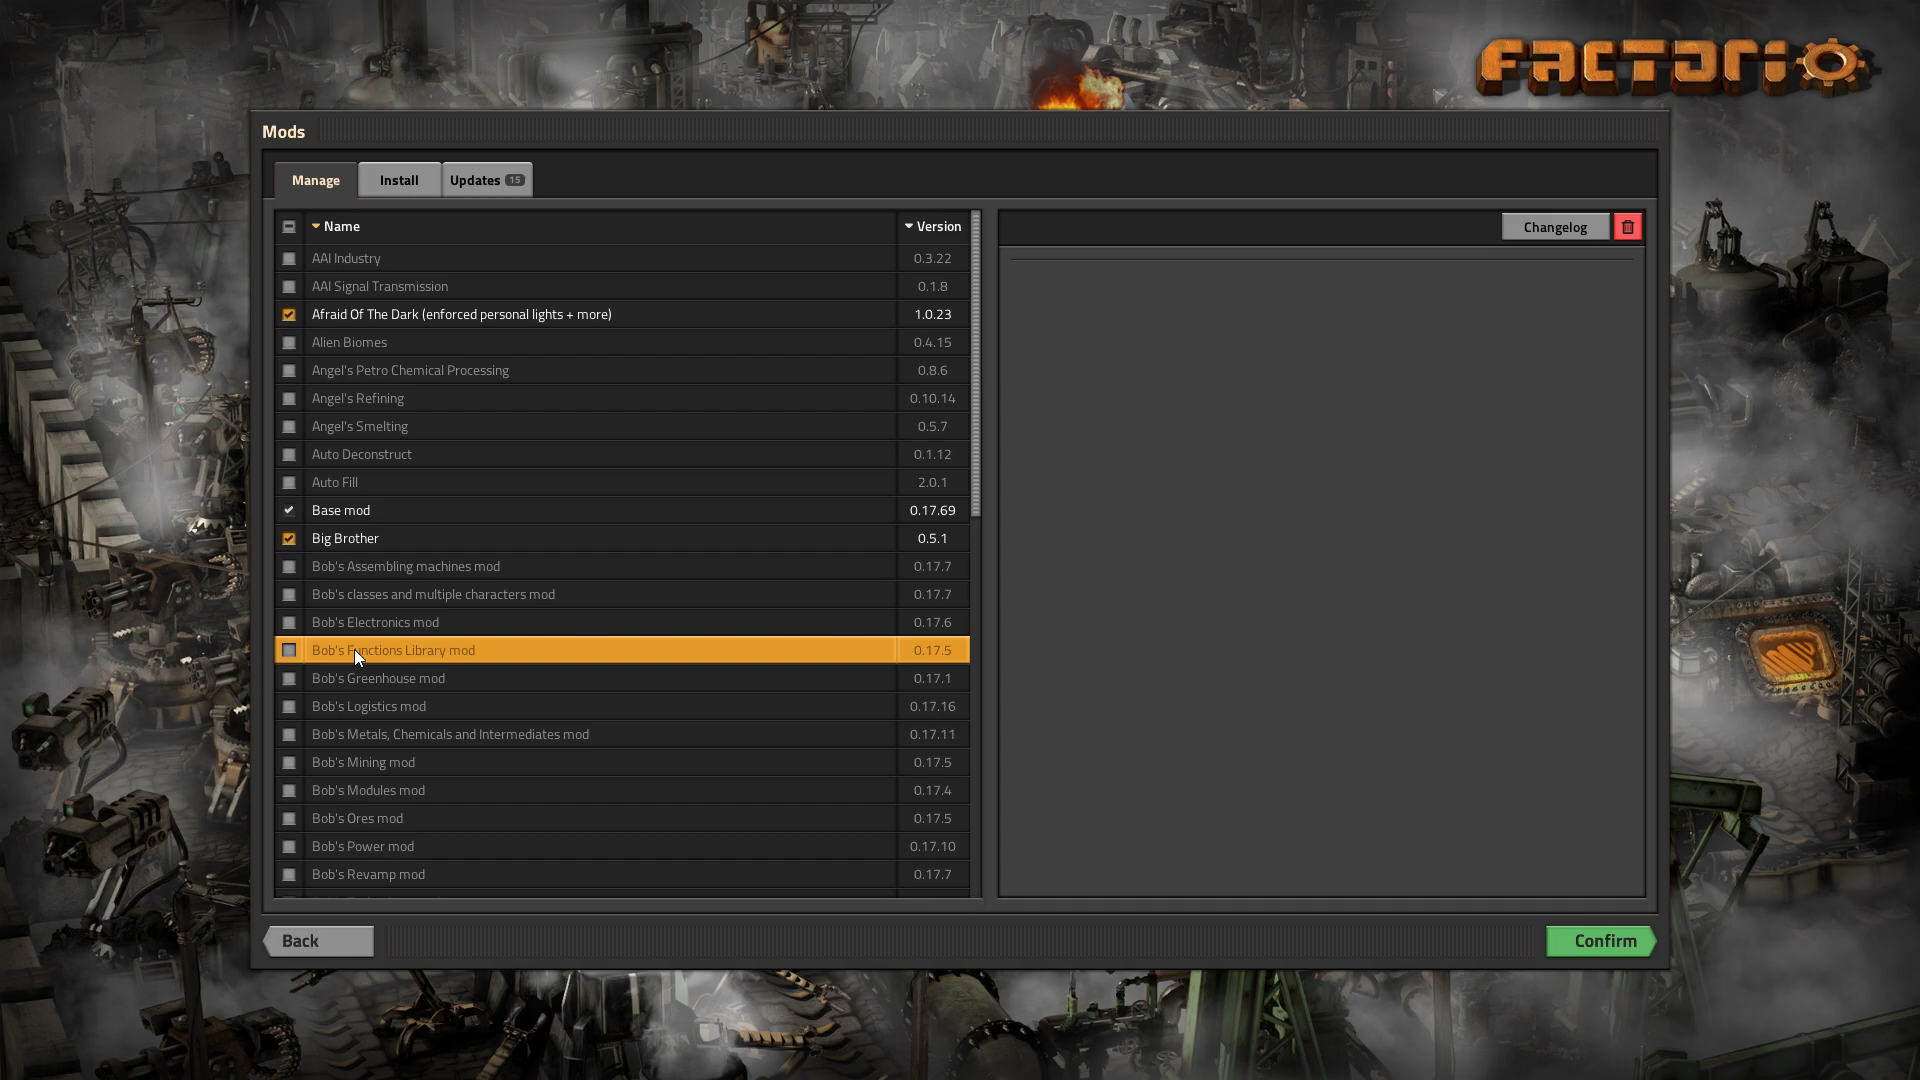 FACTORIO
Mods
Manage
Install
Updates 15
Name Version
Changelog
AAI Industry 0.3.22
AAI Signal Transmission 0.1.8
Afraid Of The Dark (enforced personal lights + more) 1.0.23
Alien Biomes 0.4.15
Angel's Petro Chemical Processing 0.8.6
Angel's Refining 0.10.14
Angel's Smelting 0.5.7
Auto Deconstruct 0.1.12
Auto Fill 2.0.1
Base mod 0.17.69
Big Brother 0.5.1
Bob's Assembling machines mod 0.17.7
Bob's classes and multiple characters mod 0.17.7
Bob's Electronics mod 0.17.6
Bob's Functions Library mod 0.17.5
Bob's Greenhouse mod 0.17.1
Bob's Logistics mod 0.17.16
Bob's Metals, Chemicals and Intermediates mod 0.17.11
Bob's Mining mod 0.17.5
Bob's Modules mod 0.17.4
Bob's Ores mod 0.17.5
Bob's Power mod 0.17.10
Bob's Revamp mod 0.17.7
Back
Confirm